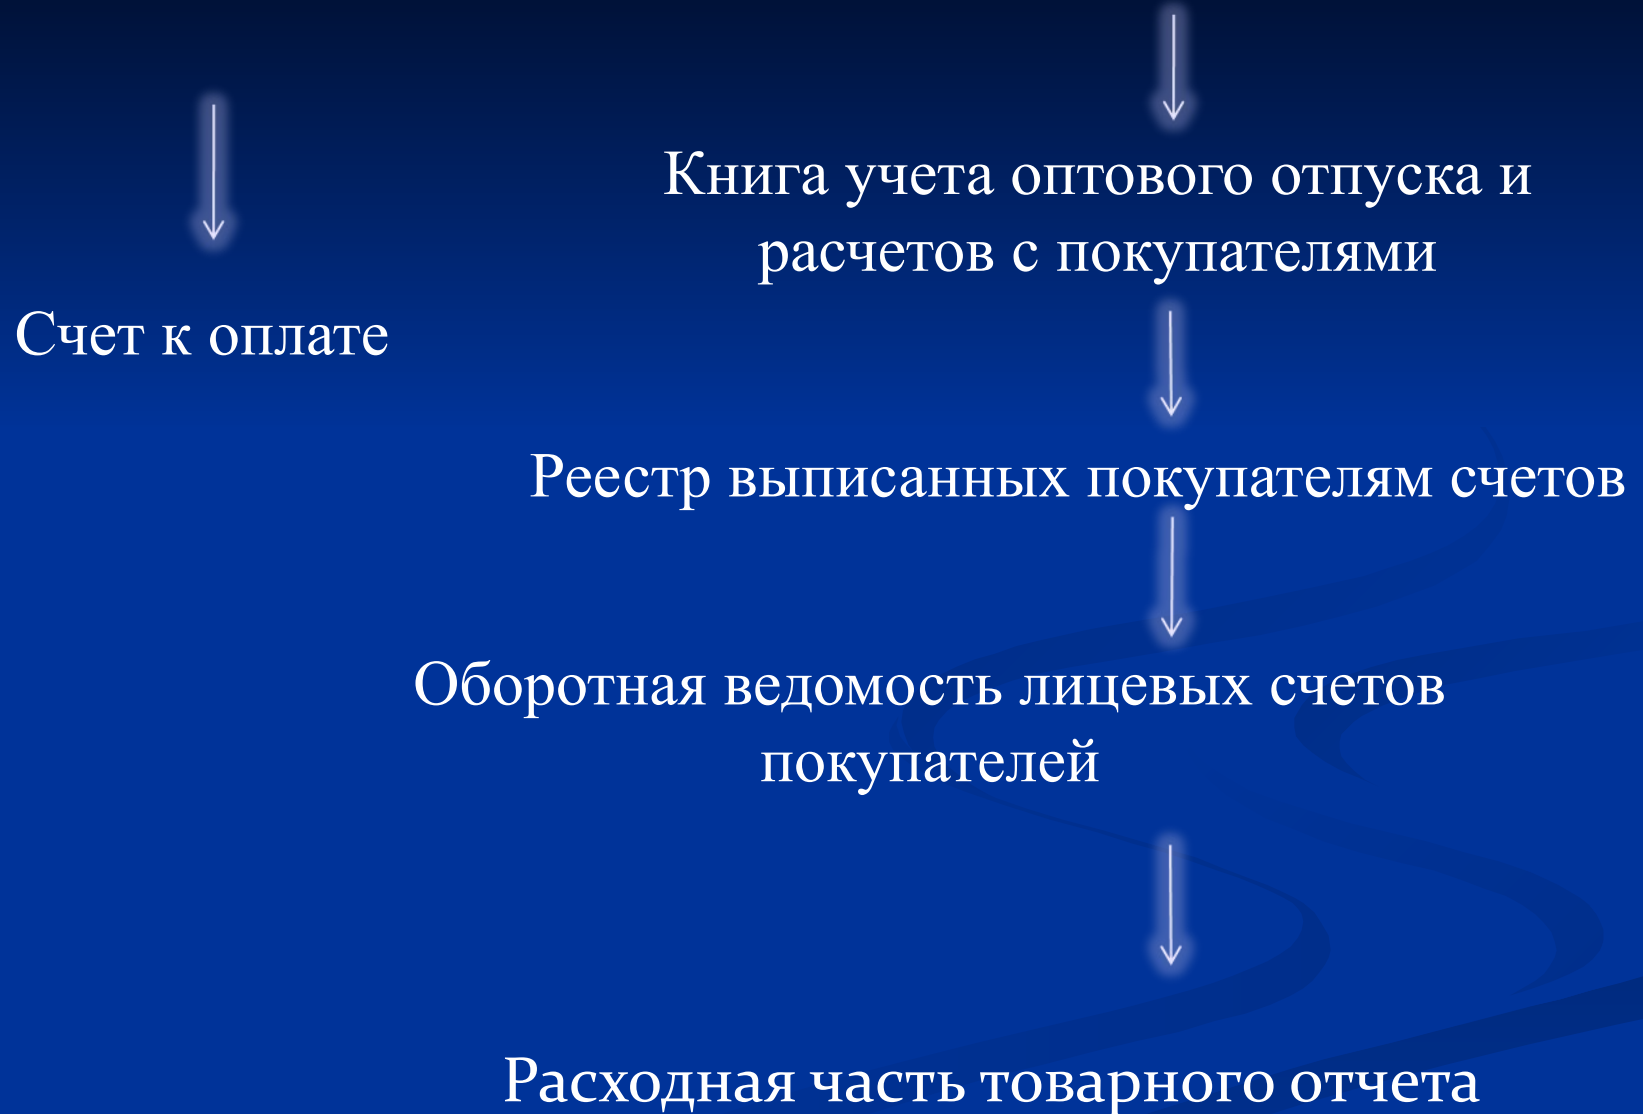 Книга учета оптового отпуска и
расчетов с покупателями
Счет к оплате
Реестр выписанных покупателям счетов
Оборотная ведомость лицевых счетов
покупателей
Расходная часть товарного отчета